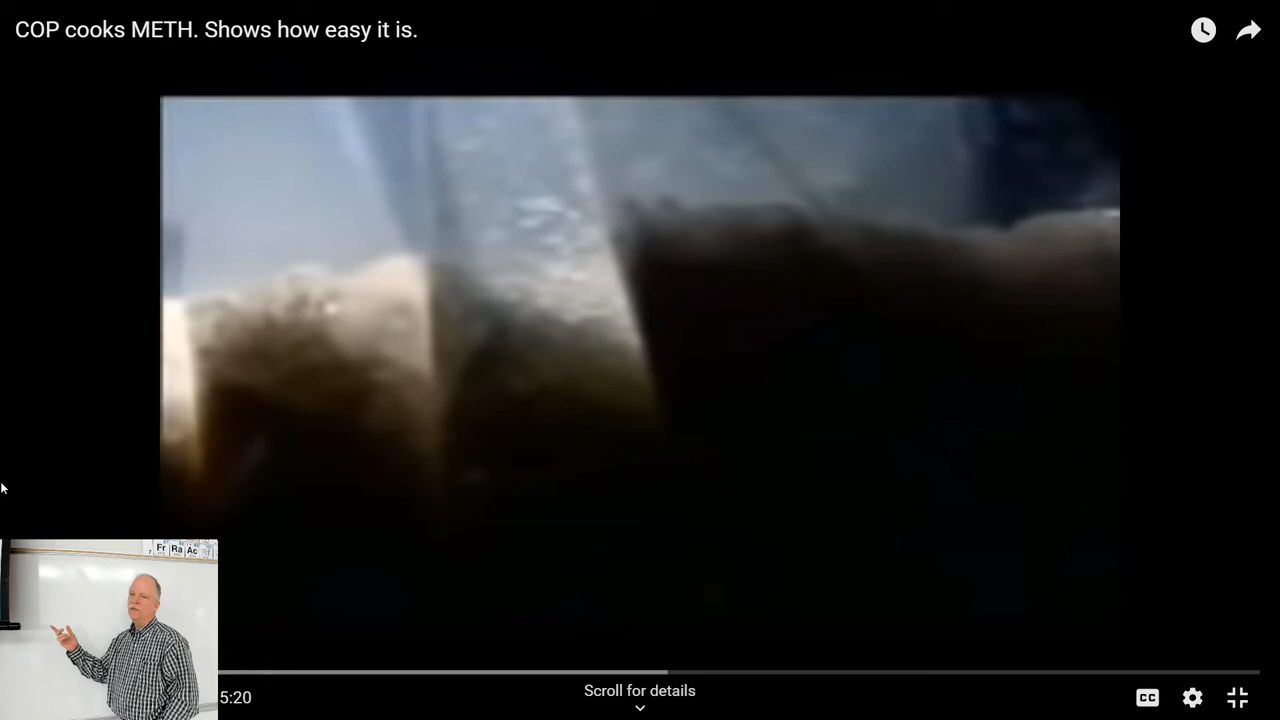 COP cooks METH. Shows how easy it is.
Fr Ra Ac
5:20
Scroll for details
CC